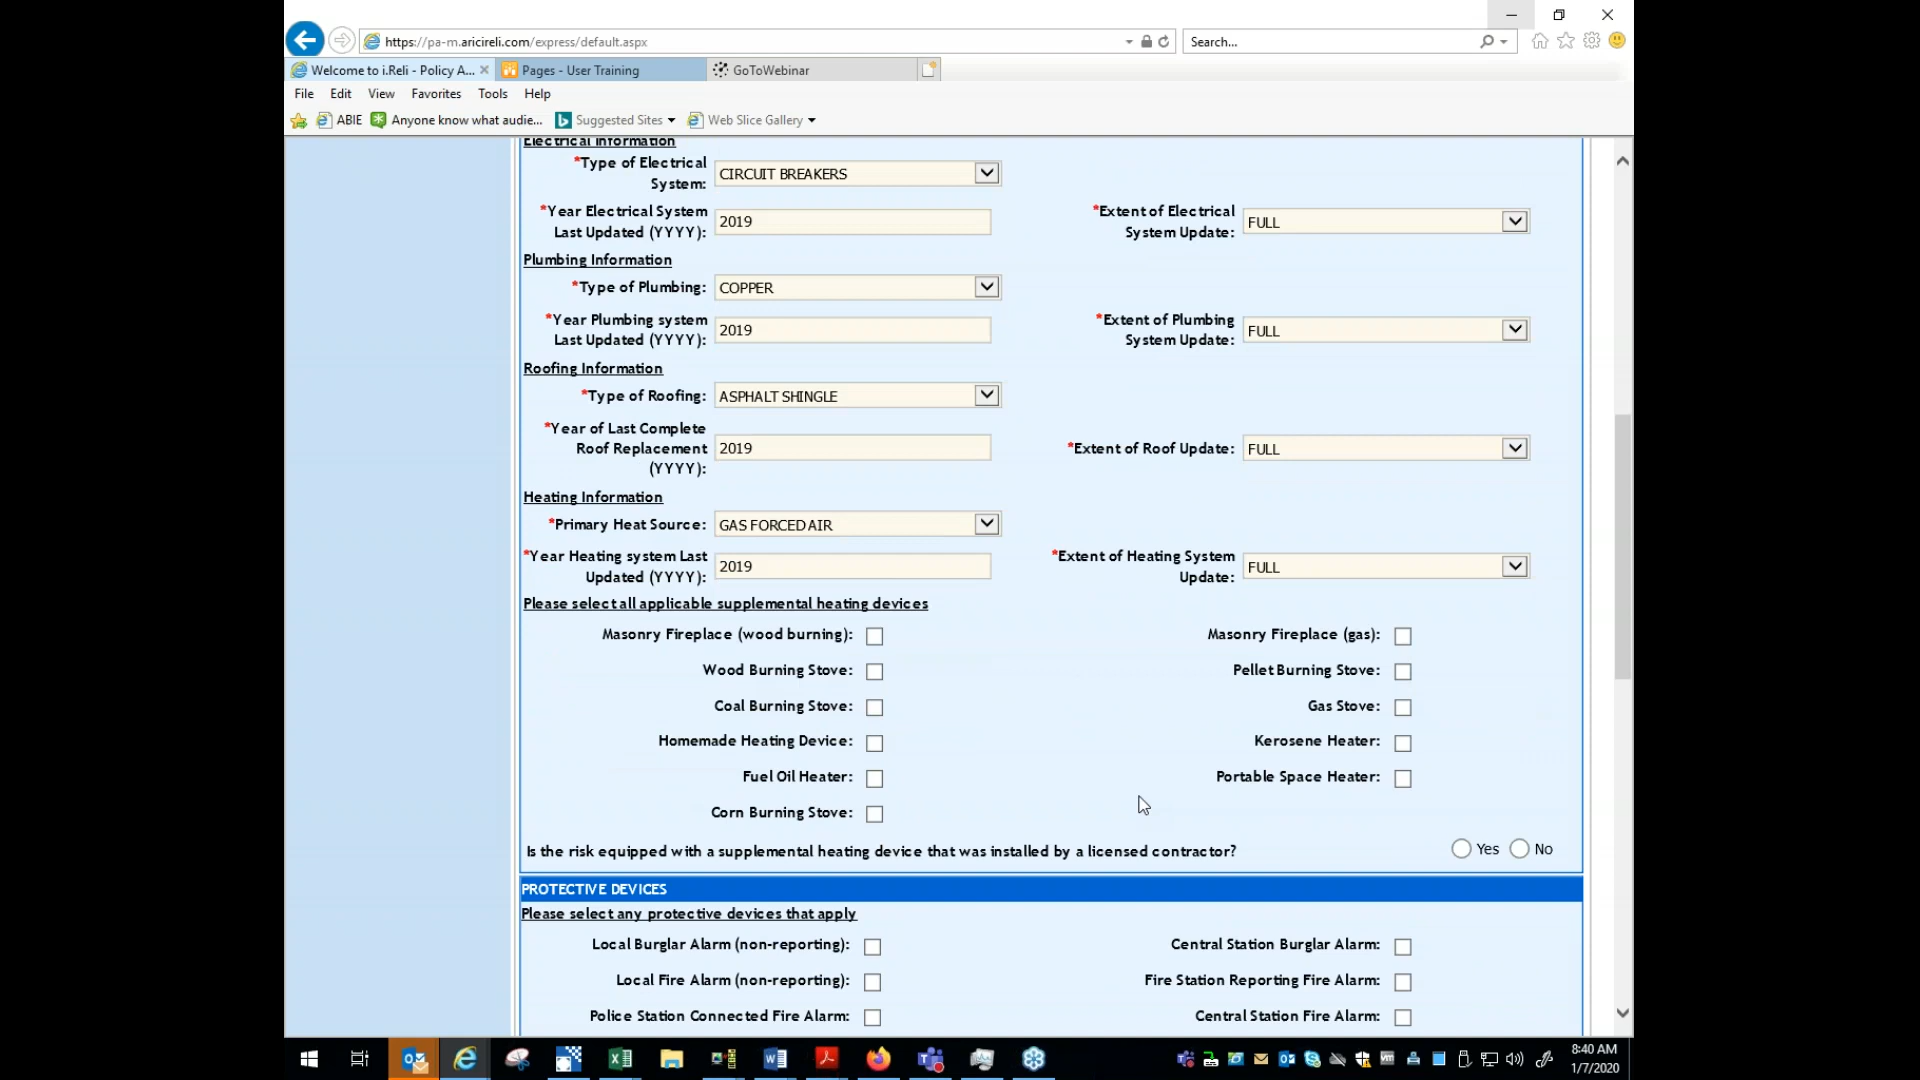 https://pa-m.aricireli.com/express/default.aspx
Search...
Welcome to i.Reli - Policy A...
Pages - User Training
GoToWebinar
File Edit View Favorites Tools Help
ABIE
Anyone know what audie...
Suggested Sites
Web Slice Gallery
Electrical Information
*Type of Electrical
System:
CIRCUIT BREAKERS
*Year Electrical System
Last Updated (YYYY):
2019
*Extent of Electrical
System Update:
FULL
Plumbing Information
*Type of Plumbing:
COPPER
*Year Plumbing system
Last Updated (YYYY):
2019
*Extent of Plumbing
System Update:
FULL
Roofing Information
*Type of Roofing:
ASPHALT SHINGLE
*Year of Last Complete
Roof Replacement
(YYYY):
2019
*Extent of Roof Update:
FULL
Heating Information
*Primary Heat Source:
GAS FORCED AIR
*Year Heating system Last
Updated (YYYY):
2019
*Extent of Heating System
Update:
FULL
Please select all applicable supplemental heating devices
Masonry Fireplace (wood burning):
Masonry Fireplace (gas):
Wood Burning Stove:
Pellet Burning Stove:
Coal Burning Stove:
Gas Stove:
Homemade Heating Device:
Kerosene Heater:
Fuel Oil Heater:
Portable Space Heater:
Corn Burning Stove:
Is the risk equipped with a supplemental heating device that was installed by a licensed contractor?
Yes No
PROTECTIVE DEVICES
Please select any protective devices that apply
Local Burglar Alarm (non-reporting):
Central Station Burglar Alarm:
Local Fire Alarm (non-reporting):
Fire Station Reporting Fire Alarm:
Police Station Connected Fire Alarm:
Central Station Fire Alarm:
8:40 AM
1/7/2020